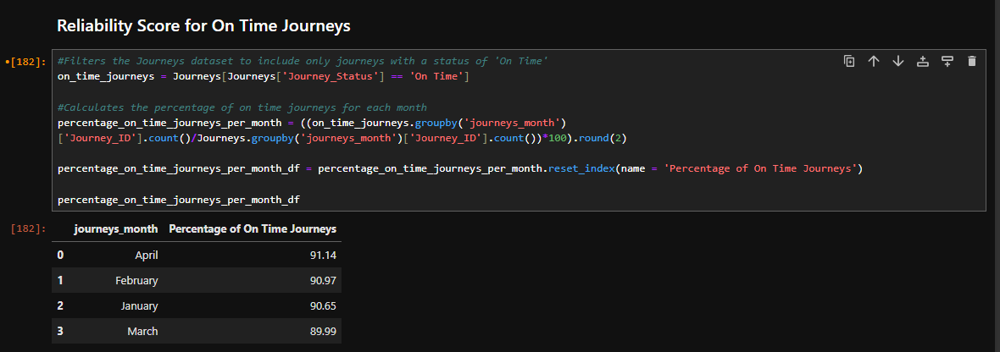 Reliability Score for On Time Journeys
•[182]:
#Filters the Journeys dataset to include only journeys with a status of 'On Time'
on_time_journeys = Journeys[Journeys['Journey_Status'] == 'On Time']
#Calculates the percentage of on time journeys for each month
percentage_on_time_journeys_per_month = ((on_time_journeys.groupby('journeys_month')
['Journey_ID'].count()/Journeys.groupby('journeys_month')['Journey_ID'].count())*100).round(2)
percentage_on_time_journeys_per_month_df = percentage_on_time_journeys_per_month.reset_index(name = 'Percentage of On Time Journeys')
percentage_on_time_journeys_per_month_df
[182]:
journeys_month Percentage of On Time Journeys
0 April 91.14
1 February 90.97
2 January 90.65
3 March 89.99